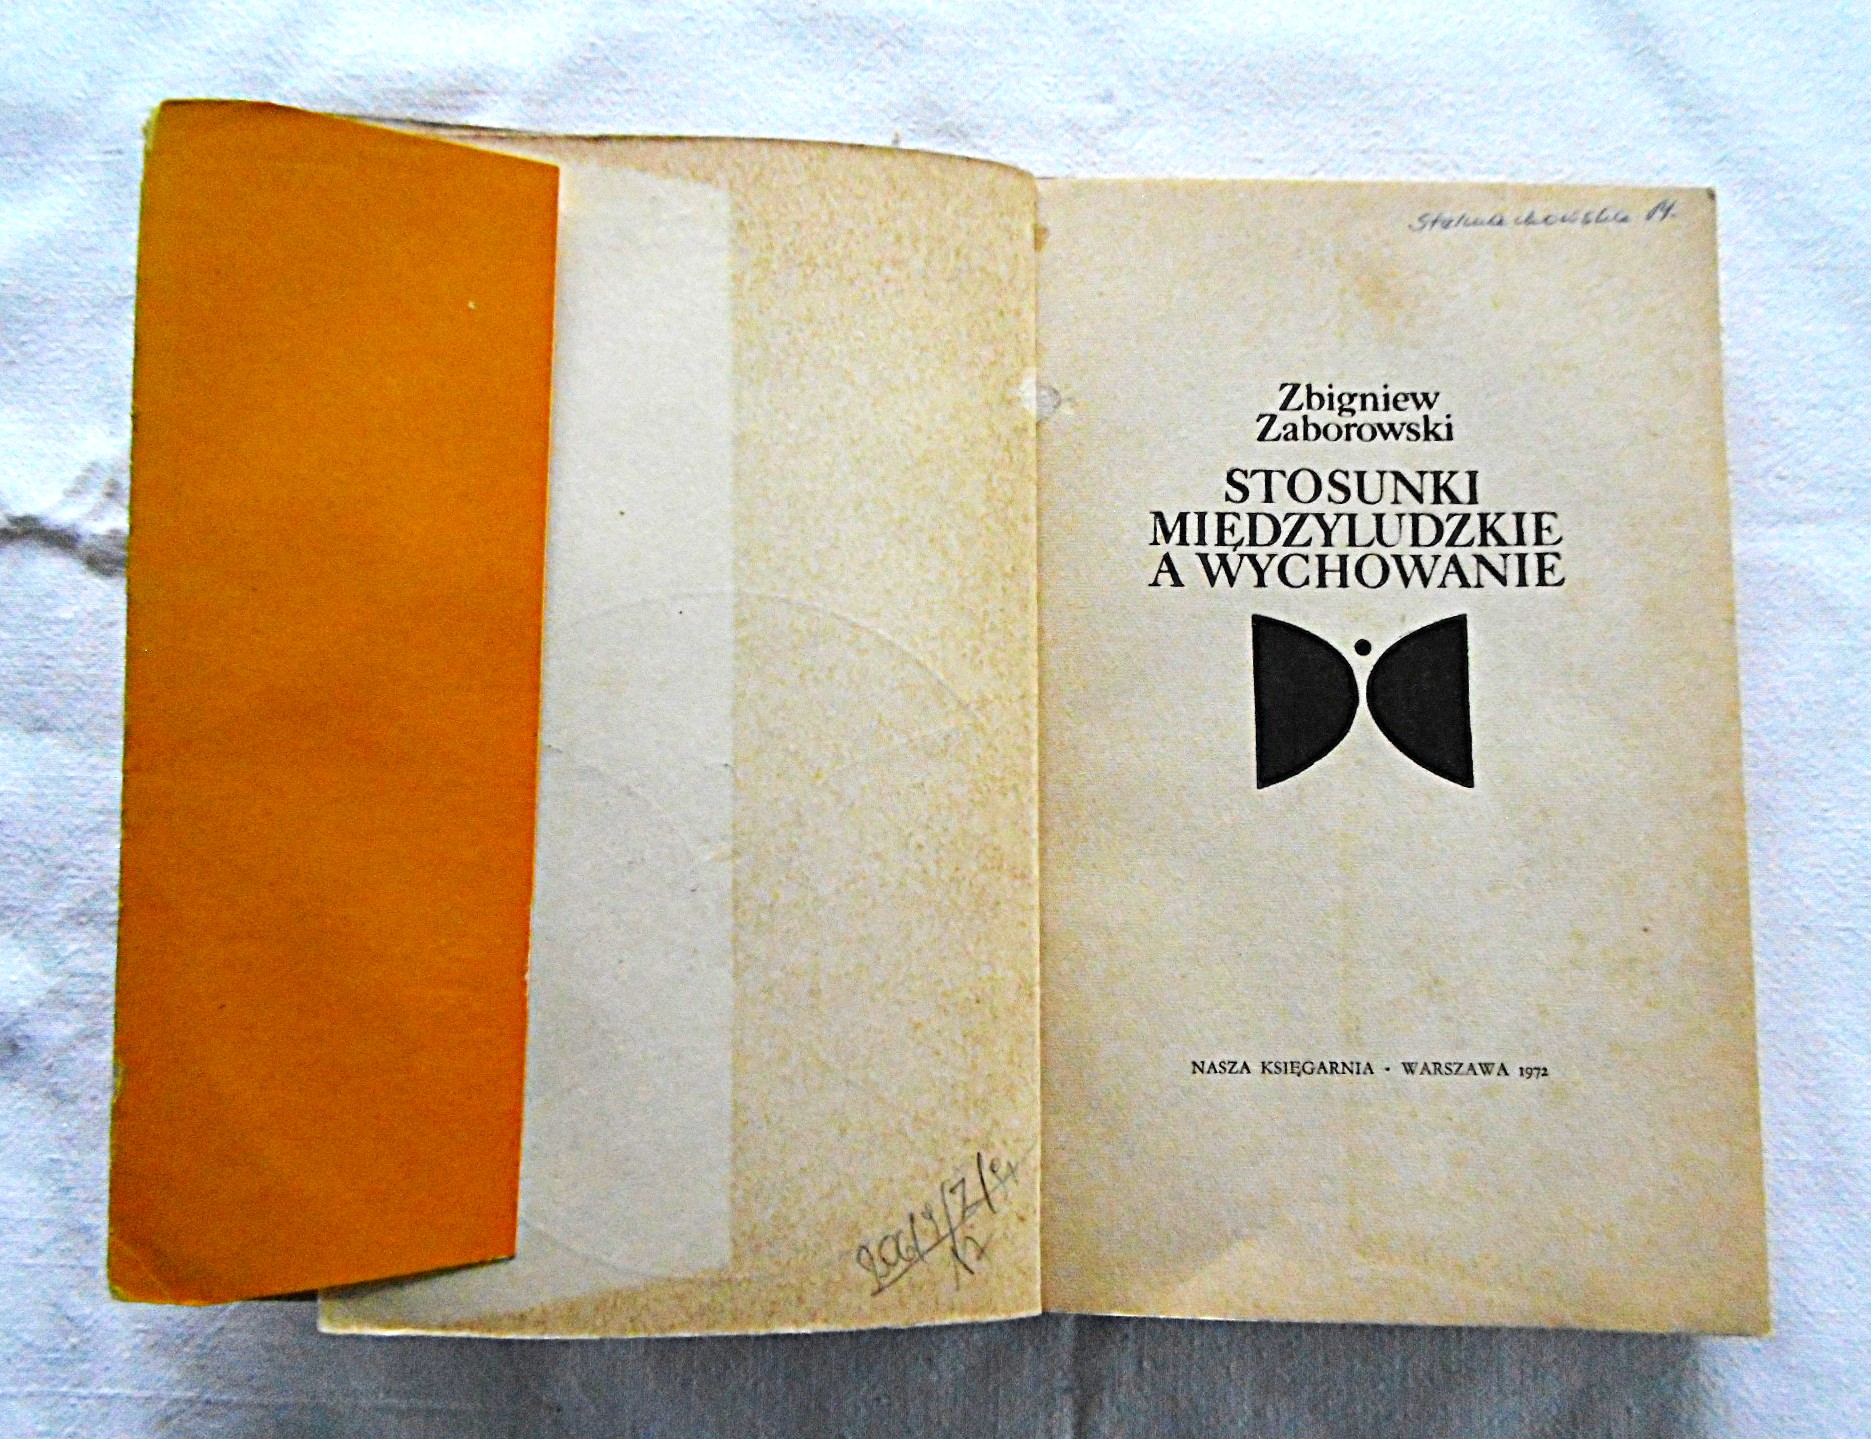 Zbigniew
Zaborowski
STOSUNKI
MIĘDZYLUDZKIE
A WYCHOWANIE
NASZA KSIĘGARNIA • WARSZAWA 1972